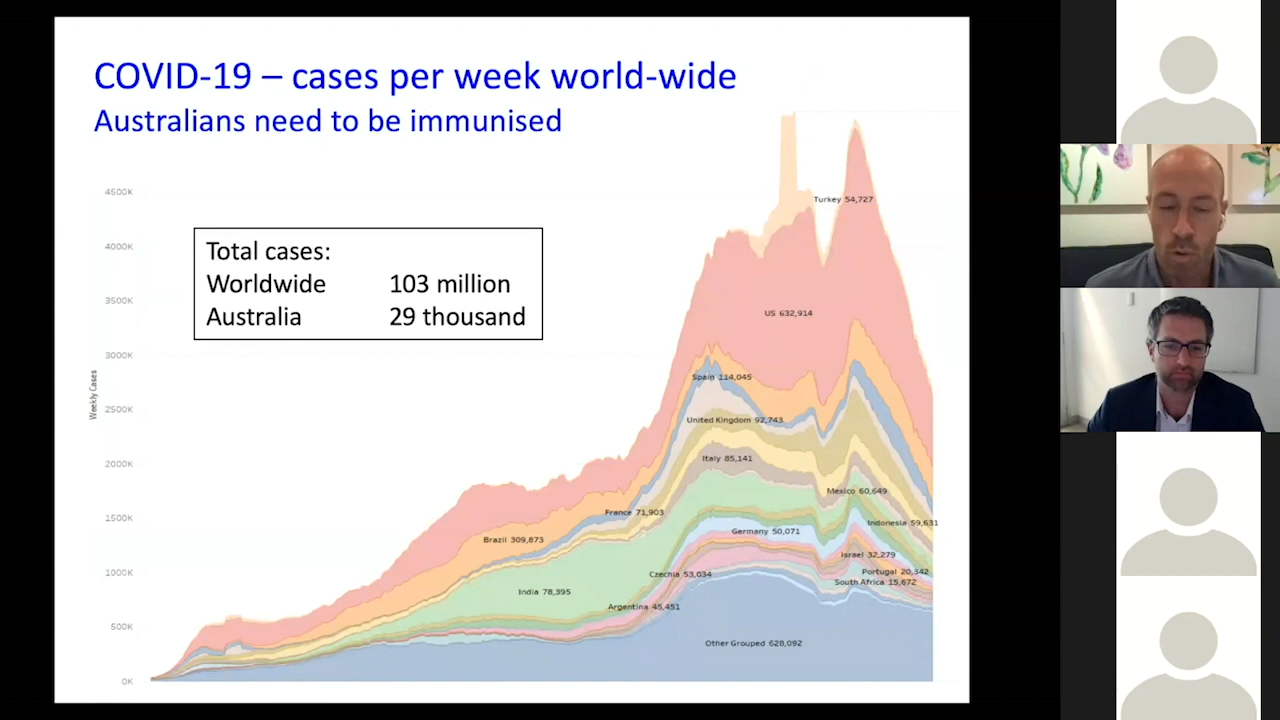 COVID-19 – cases per week world-wide
Australians need to be immunised
Total cases:
Worldwide 103 million
Australia 29 thousand
Weekly Cases
4500K
4000K
3500K
3000K
2500K
2000K
1500K
1000K
500K
0K
Turkey 54,727
US 632,914
Spain 114,045
United Kingdom 92,743
Italy 85,141
Mexico 60,649
France 71,903
Indonesia 59,631
Germany 50,071
Brazil 309,873
Israel 32,279
Czechia 53,034
Portugal 20,342
South Africa 15,672
India 78,395
Argentina 45,451
Other Grouped 628,092